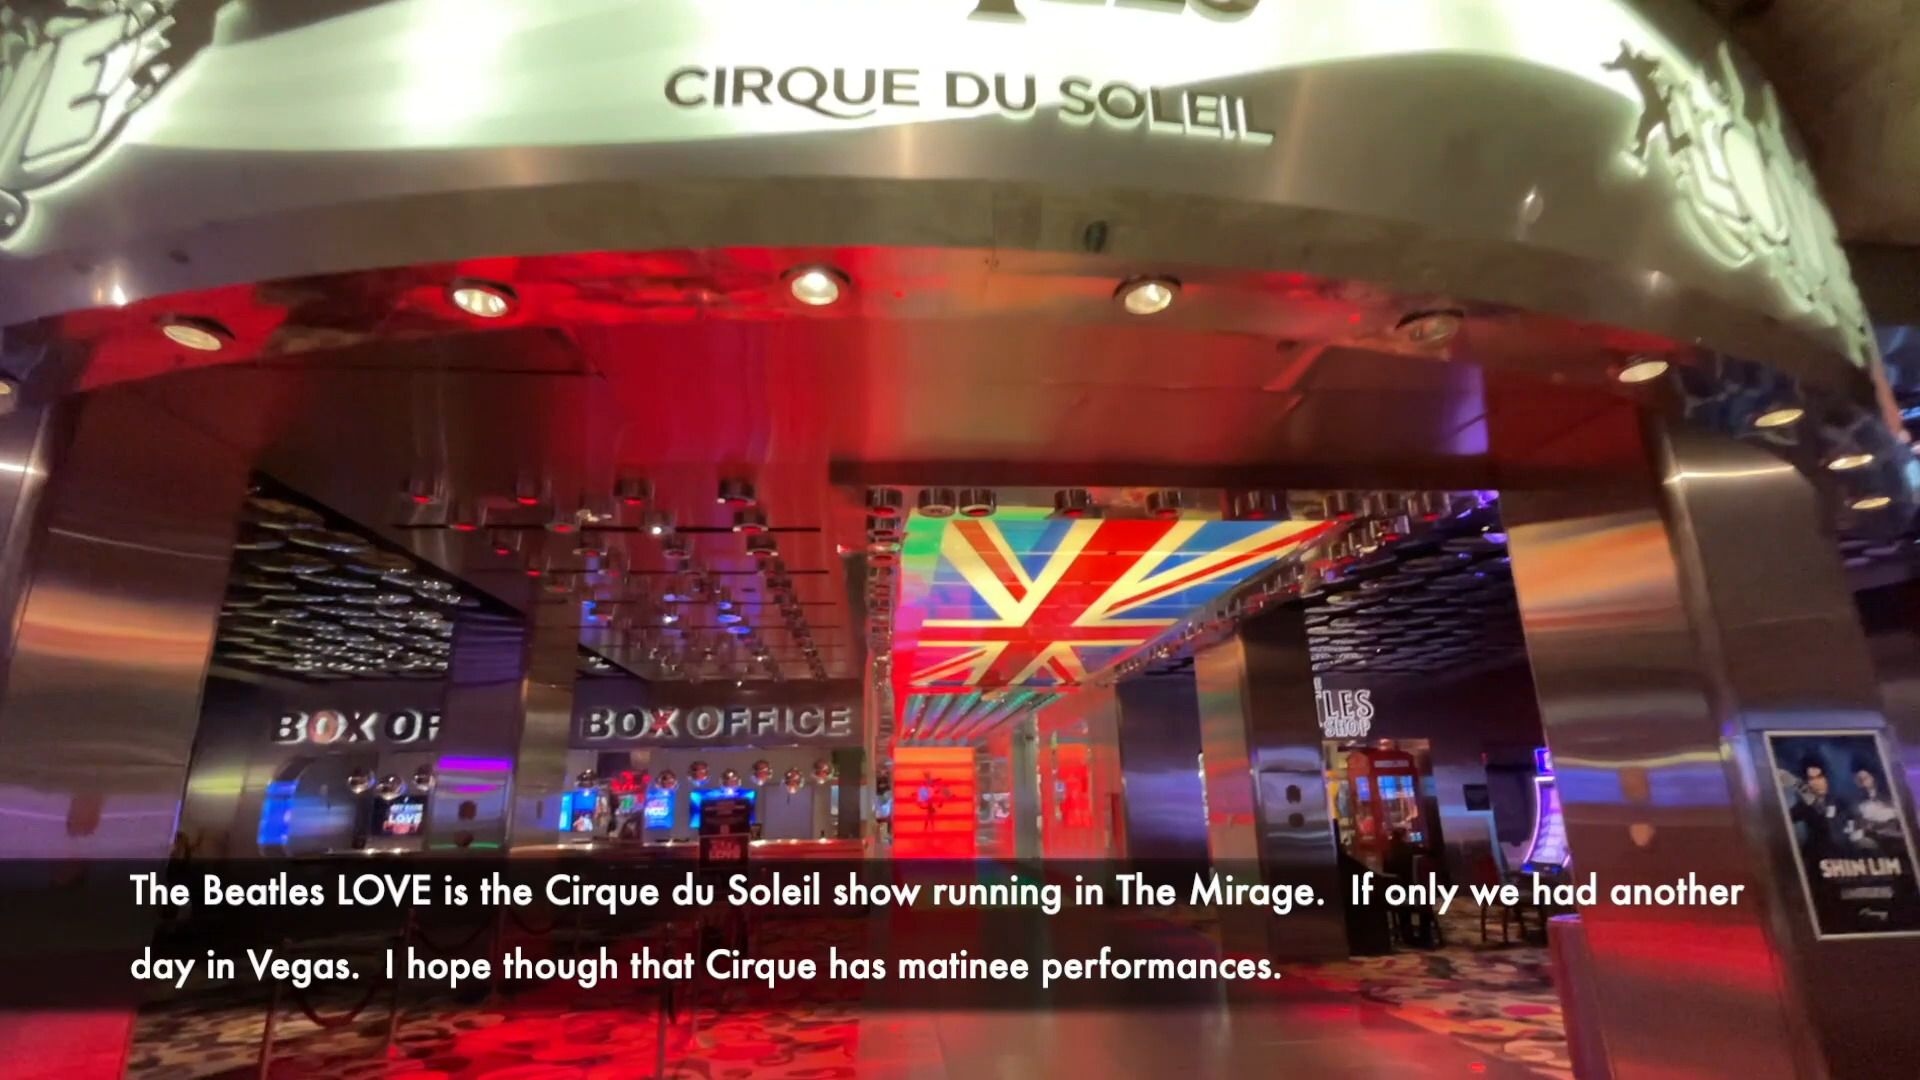 CIRQUE DU SOLEIL
BOX OF
BOX OFFICE
LES
SHOP
LOVE
SHIN LIM
The Beatles LOVE is the Cirque du Soleil show running in The Mirage. If only we had another
day in Vegas. I hope though that Cirque has matinee performances.